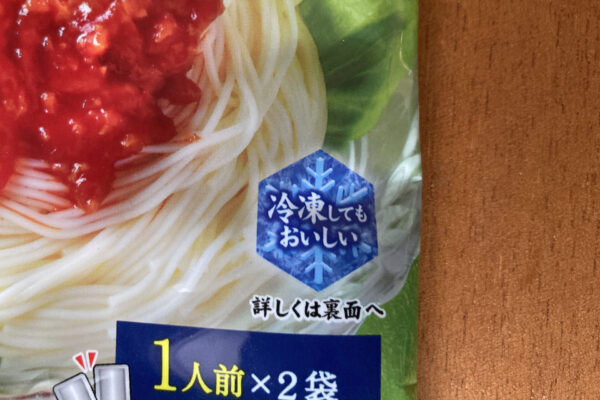 冷凍しても
おいしい
詳しくは裏面へ
1人前×2袋